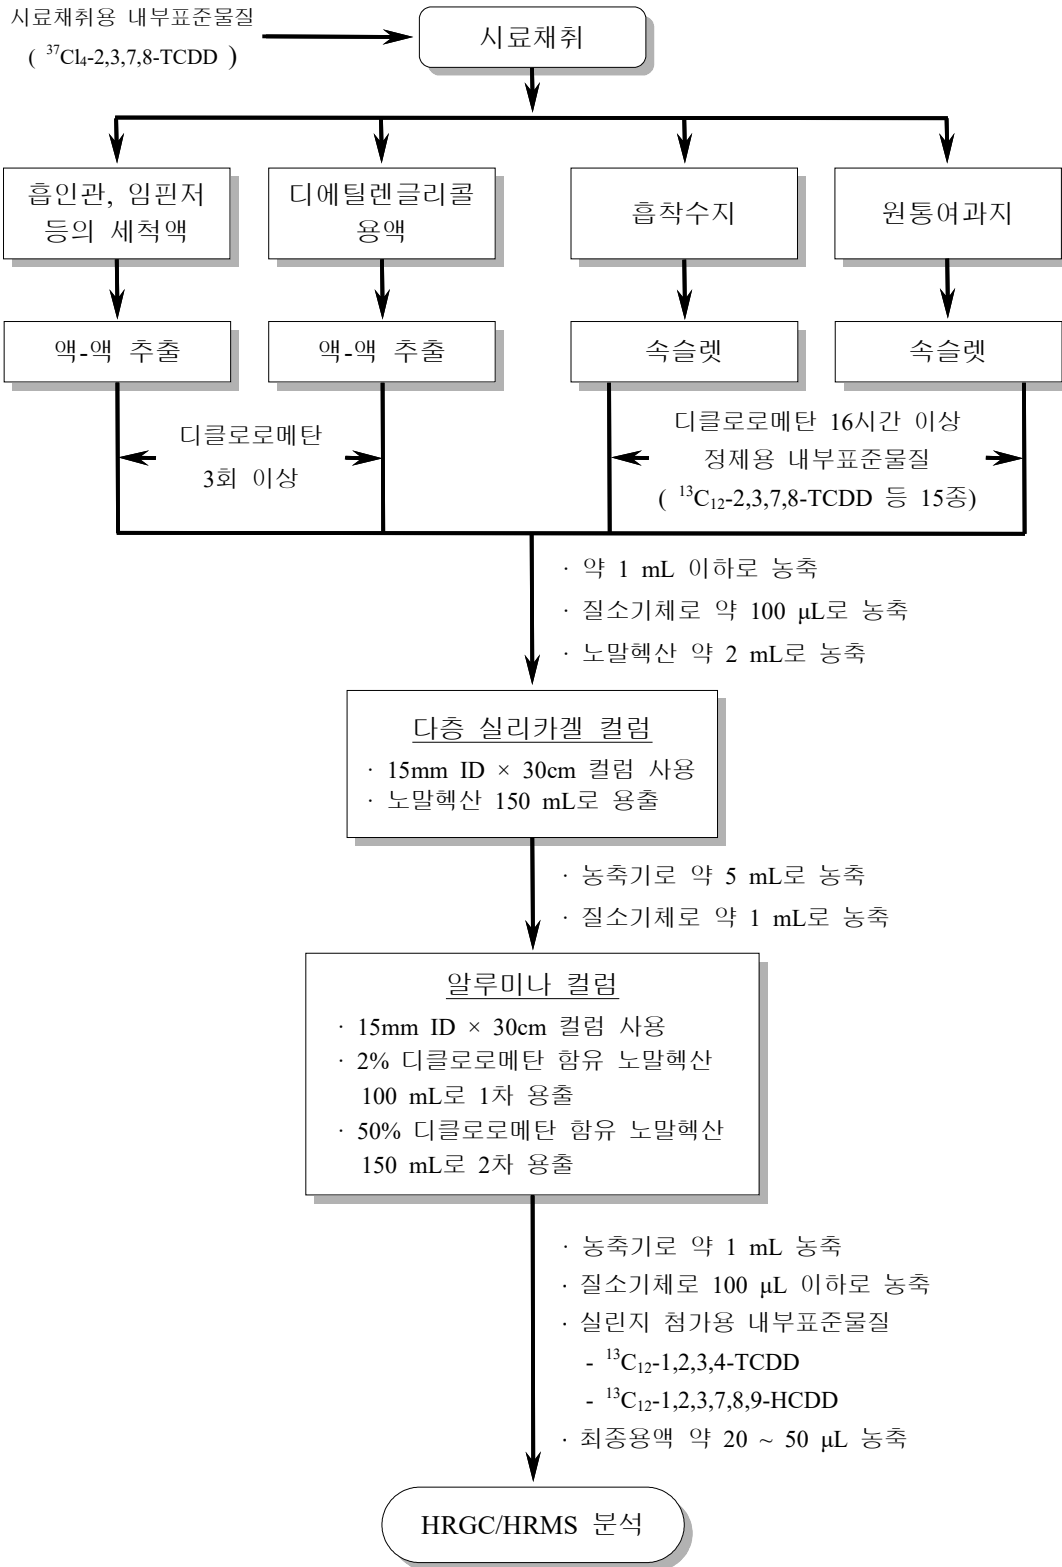 시료채취용 내부표준물질
( ³⁷Cl₄-2,3,7,8-TCDD )
시료채취
흡인관, 임핀저
등의 세척액
디에틸렌글리콜
용액
흡착수지
원통여과지
액-액 추출
액-액 추출
속슬렛
속슬렛
디클로로메탄
3회 이상
디클로로메탄 16시간 이상
정제용 내부표준물질
( ¹³C₁₂-2,3,7,8-TCDD 등 15종)
· 약 1 mL 이하로 농축
· 질소기체로 약 100 μL로 농축
· 노말헥산 약 2 mL로 농축
다층 실리카겔 컬럼
· 15mm ID × 30cm 컬럼 사용
· 노말헥산 150 mL로 용출
· 농축기로 약 5 mL로 농축
· 질소기체로 약 1 mL로 농축
알루미나 컬럼
· 15mm ID × 30cm 컬럼 사용
· 2% 디클로로메탄 함유 노말헥산
100 mL로 1차 용출
· 50% 디클로로메탄 함유 노말헥산
150 mL로 2차 용출
· 농축기로 약 1 mL 농축
· 질소기체로 100 μL 이하로 농축
· 실린지 첨가용 내부표준물질
- ¹³C₁₂-1,2,3,4-TCDD
- ¹³C₁₂-1,2,3,7,8,9-HCDD
· 최종용액 약 20 ~ 50 μL 농축
HRGC/HRMS 분석